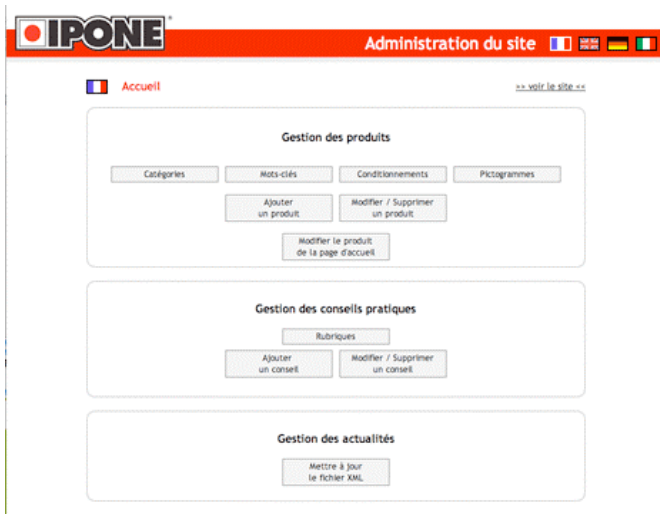 IPONE
Administration du site
Accueil
>> voir le site <<
Gestion des produits
Catégories
Mots-clés
Conditionnements
Pictogrammes
Ajouter
un produit
Modifier / Supprimer
un produit
Modifier le produit
de la page d'accueil
Gestion des conseils pratiques
Rubriques
Ajouter
un conseil
Modifier / Supprimer
un conseil
Gestion des actualités
Mettre à jour
le fichier XML